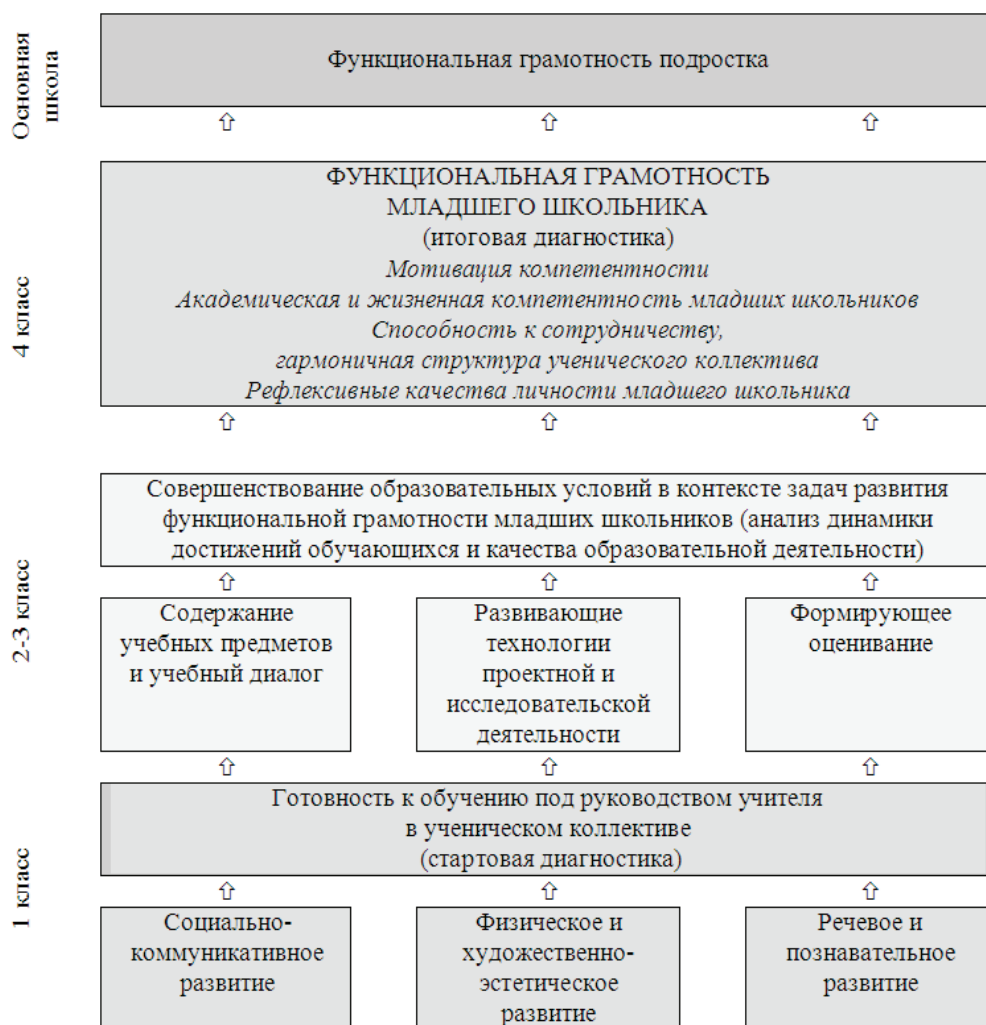 Основная
школа
Функциональная грамотность подростка
⇧ ⇧ ⇧
4 класс
ФУНКЦИОНАЛЬНАЯ ГРАМОТНОСТЬ
МЛАДШЕГО ШКОЛЬНИКА
(итоговая диагностика)
Мотивация компетентности
Академическая и жизненная компетентность младших школьников
Способность к сотрудничеству,
гармоничная структура ученического коллектива
Рефлексивные качества личности младшего школьника
⇧ ⇧ ⇧
2-3 класс
Совершенствование образовательных условий в контексте задач развития
функциональной грамотности младших школьников (анализ динамики
достижений обучающихся и качества образовательной деятельности)
⇧ ⇧ ⇧
Содержание
учебных предметов
и учебный диалог
Развивающие
технологии
проектной и
исследовательской
деятельности
Формирующее
оценивание
⇧ ⇧ ⇧
1 класс
Готовность к обучению под руководством учителя
в ученическом коллективе
(стартовая диагностика)
⇧ ⇧ ⇧
Социально-
коммуникативное
развитие
Физическое и
художественно-
эстетическое
развитие
Речевое и
познавательное
развитие